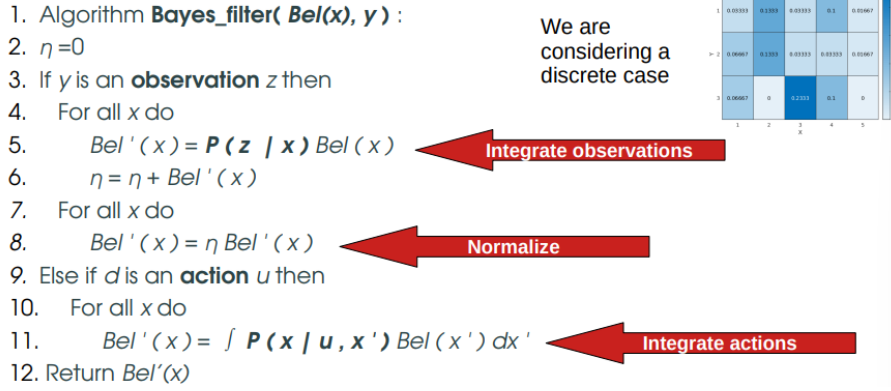 1. Algorithm Bayes_filter( Bel(x), y ) :
2. η =0
3. If y is an observation z then
4. For all x do
5. Bel ' ( x ) = P ( z | x ) Bel ( x )
6. η = η + Bel ' ( x )
7. For all x do
8. Bel ' ( x ) = η Bel ' ( x )
9. Else if d is an action u then
10. For all x do
11. Bel ' ( x ) = ∫ P ( x | u , x ' ) Bel ( x ' ) dx '
12. Return Bel’(x)
Integrate observations
Normalize
Integrate actions
We are
considering a
discrete case
1 0.03333 0.1333 0.03333 0.1 0.01667
> 2 0.06667 0.1333 0.03333 0.03333 0.01667
3 0.06667 0 0.2333 0.1 0
1 2 3 4 5
X